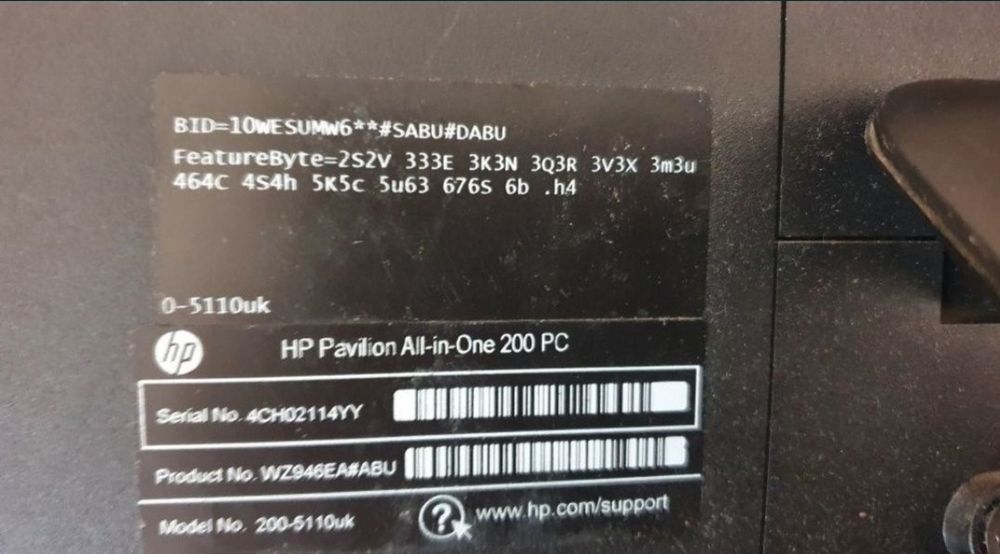 BID=10WESUMW6**#SABU#DABU
FeatureByte=2S2V 333E 3K3N 3Q3R 3V3X 3m3u
464C 4S4h 5K5c 5u63 676S 6b .h4
0-5110uk
hp
HP Pavilion All-in-One 200 PC
Serial No. 4CH02114YY
Product No. WZ946EA#ABU
Model No. 200-5110uk
? www.hp.com/support